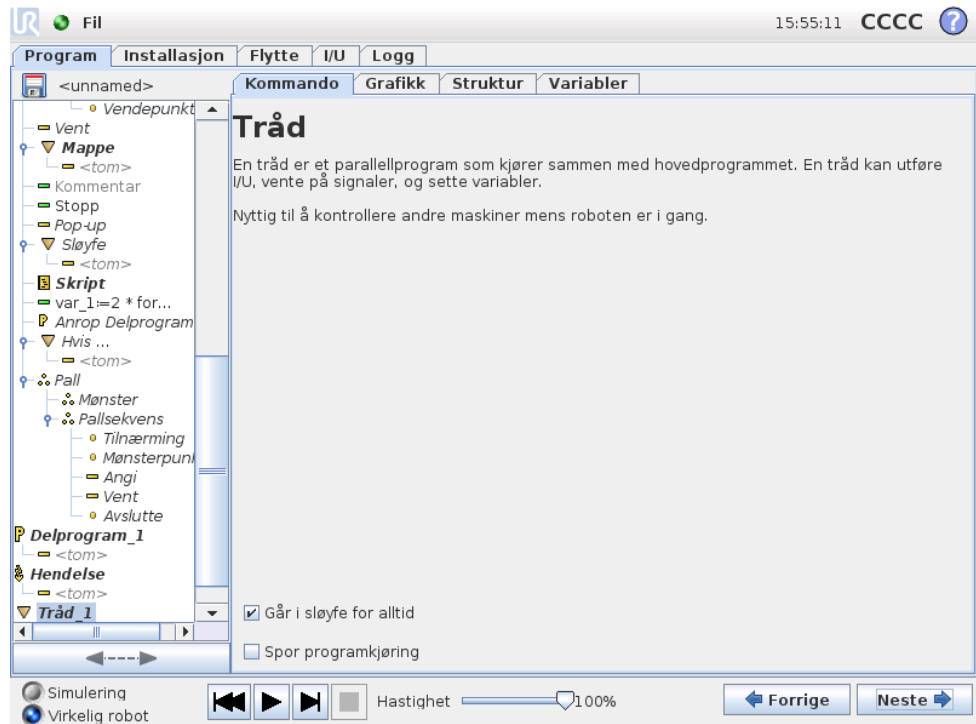 UR Fil 15:55:11 CCCC ?
Program Installasjon Flytte I/U Logg
<unnamed>
Kommando Grafikk Struktur Variabler
Vendepunkt
Vent
Mappe
<tom>
Kommentar
Stopp
Pop-up
Sløyfe
<tom>
Skript
var_1:=2 * for...
P Anrop Delprogram
Hvis ...
<tom>
Pall
Mønster
Pallsekvens
Tilnærming
Mønsterpun
Angi
Vent
Avslutte
P Delprogram_1
<tom>
Hendelse
<tom>
Tråd_1
Tråd
En tråd er et parallellprogram som kjører sammen med hovedprogrammet. En tråd kan utføre
I/U, vente på signaler, og sette variabler.
Nyttig til å kontrollere andre maskiner mens roboten er i gang.
Går i sløyfe for alltid
Spor programkjøring
Simulering
Virkelig robot
Hastighet 100%
Forrige
Neste